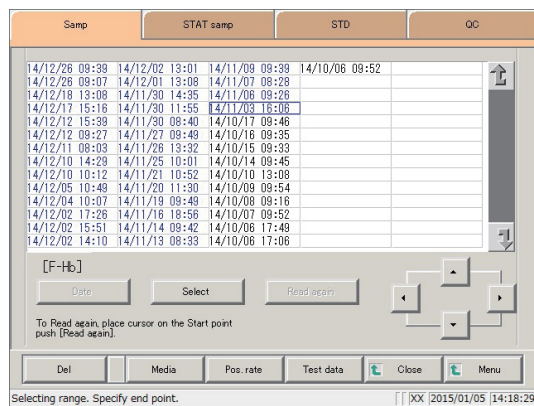 Samp STAT samp STD QC
14/12/26 09:39 14/12/02 13:01 14/11/09 09:39 14/10/06 09:52
14/12/26 09:07 14/12/01 13:08 14/11/07 08:28
14/12/18 13:08 14/11/30 14:35 14/11/06 09:26
14/12/17 15:16 14/11/30 11:55 14/11/03 16:06
14/12/12 15:39 14/11/30 08:40 14/10/17 09:46
14/12/12 09:27 14/11/27 09:49 14/10/16 09:35
14/12/11 08:03 14/11/26 13:32 14/10/15 09:33
14/12/10 14:29 14/11/25 10:01 14/10/14 09:45
14/12/10 10:12 14/11/21 10:52 14/10/10 13:08
14/12/05 10:49 14/11/20 11:30 14/10/09 09:54
14/12/04 10:07 14/11/19 09:49 14/10/08 09:16
14/12/02 17:26 14/11/16 18:56 14/10/07 09:52
14/12/02 15:51 14/11/14 09:42 14/10/06 17:49
14/12/02 14:10 14/11/13 08:33 14/10/06 17:06
[F-Hb]
Date Select Read again
To Read again, place cursor on the Start point
push [Read again].
Del Media Pos. rate Test data Close Menu
Selecting range. Specify end point. XX 2015/01/05 14:18:29